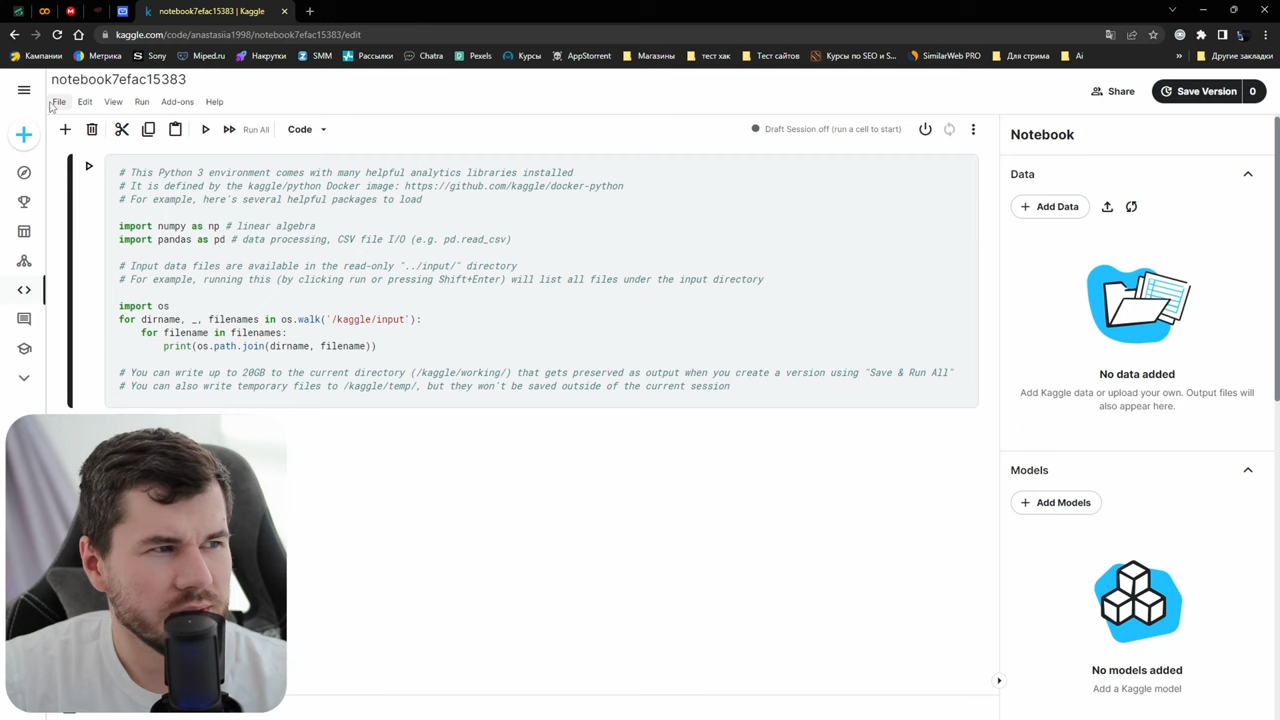 notebook7efac15383 | Kaggle
kaggle.com/code/anastasiia1998/notebook7efac15383/edit
Кампании Метрика Sony Miped.ru Накрутки SMM Рассылки Chatra Pexels Курсы AppStorrent Магазины тест хак Тест сайтов Курсы по SEO и S... SimilarWeb PRO Для стрима Ai » Другие закладки
notebook7efac15383
File Edit View Run Add-ons Help
Share
Save Version 0
Run All
Code
Draft Session off (run a cell to start)
# This Python 3 environment comes with many helpful analytics libraries installed
# It is defined by the kaggle/python Docker image: https://github.com/kaggle/docker-python
# For example, here's several helpful packages to load
import numpy as np # linear algebra
import pandas as pd # data processing, CSV file I/O (e.g. pd.read_csv)
# Input data files are available in the read-only "../input/" directory
# For example, running this (by clicking run or pressing Shift+Enter) will list all files under the input directory
import os
for dirname, _, filenames in os.walk('/kaggle/input'):
for filename in filenames:
print(os.path.join(dirname, filename))
# You can write up to 20GB to the current directory (/kaggle/working/) that gets preserved as output when you create a version using "Save & Run All"
# You can also write temporary files to /kaggle/temp/, but they won't be saved outside of the current session
Notebook
Data
+ Add Data
No data added
Add Kaggle data or upload your own. Output files will
also appear here.
Models
+ Add Models
No models added
Add a Kaggle model